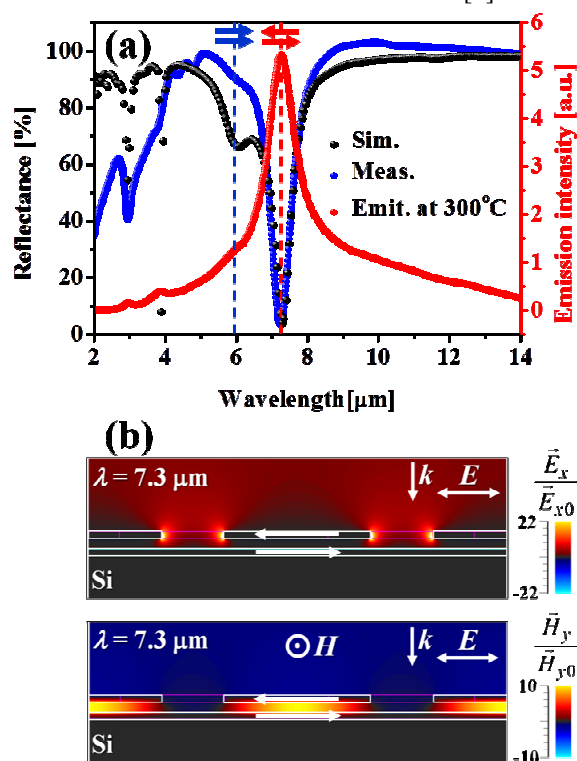 (a)
100
80
60
40
20
0
Reflectance [%]
2
4
6
8
10
12
14
Wavelength [μm]
6
5
4
3
2
1
0
Emission intensity [a.u.]
Sim.
Meas.
Emit. at 300°C
(b)
λ = 7.3 μm
k
E
Si
E⃗x
E⃗x0
22
-22
λ = 7.3 μm
H
k
E
Si
H⃗y
H⃗y0
10
-10